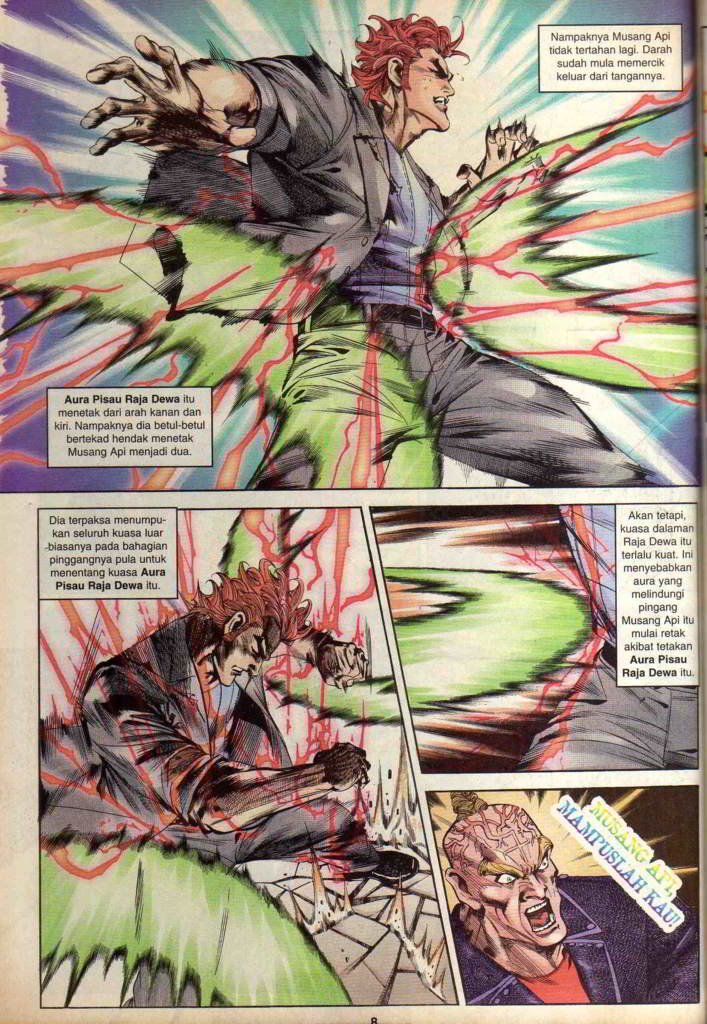 Nampaknya Musang Api
tidak tertahan lagi. Darah
sudah mula memercik
keluar dari tangannya.
Aura Pisau Raja Dewa itu
menetak dari arah kanan dan
kiri. Nampaknya dia betul-betul
bertekad hendak menetak
Musang Api menjadi dua.
Dia terpaksa menumpu-
kan seluruh kuasa luar
biasanya pada bahagian
pinggangnya pula untuk
menentang kuasa Aura
Pisau Raja Dewa itu.
Akan tetapi,
kuasa dalaman
Raja Dewa itu
terlalu kuat. Ini
menyebabkan
aura yang
melindungi
pingang
Musang Api itu
mulai retak
akibat tetakan
Aura Pisau
Raja Dewa itu.
MUSANG API,
MAMPUSLAH KAU!
8